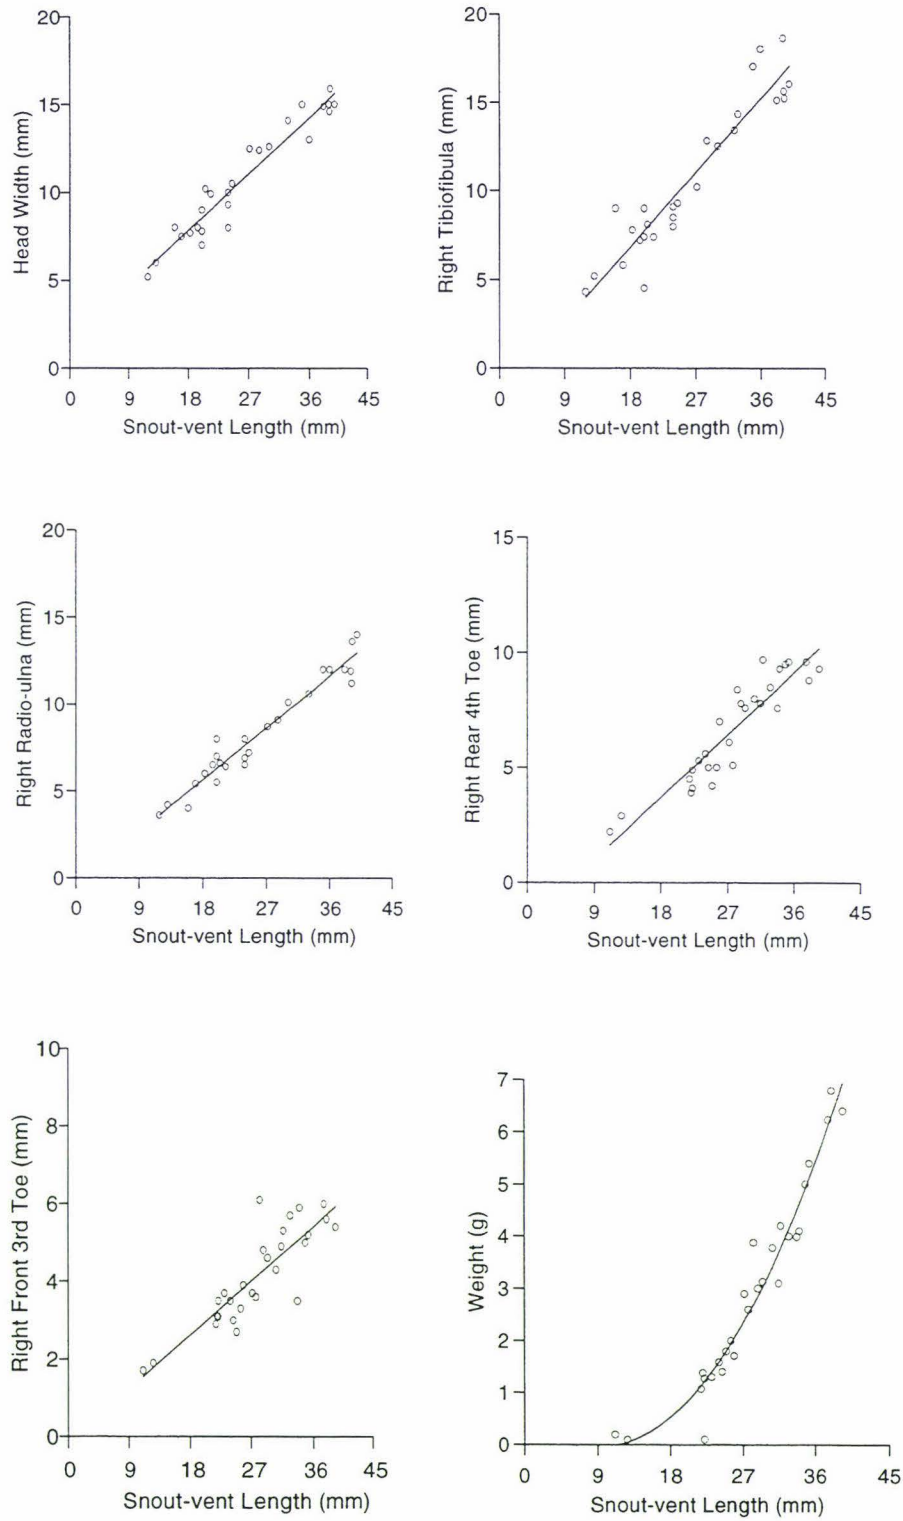 20
15
10
5
0
Head Width (mm)
0 9 18 27 36 45
Snout-vent Length (mm)
20
15
10
5
0
Right Tibiofibula (mm)
0 9 18 27 36 45
Snout-vent Length (mm)
20
15
10
5
0
Right Radio-ulna (mm)
0 9 18 27 36 45
Snout-vent Length (mm)
15
10
5
0
Right Rear 4th Toe (mm)
0 9 18 27 36 45
Snout-vent Length (mm)
10
8
6
4
2
0
Right Front 3rd Toe (mm)
0 9 18 27 36 45
Snout-vent Length (mm)
7
6
5
4
3
2
1
0
Weight (g)
0 9 18 27 36 45
Snout-vent Length (mm)